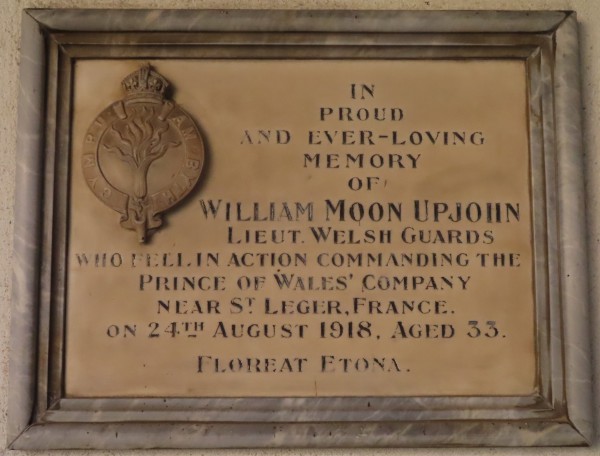 CYMRU AM BYTH
IN
PROUD
AND EVER-LOVING
MEMORY
OF
WILLIAM MOON UPJOHN
LIEUT. WELSH GUARDS
WHO FELL IN ACTION COMMANDING THE
PRINCE OF WALES' COMPANY
NEAR ST LEGER, FRANCE.
ON 24TH AUGUST 1918, AGED 33.
FLOREAT ETONA.